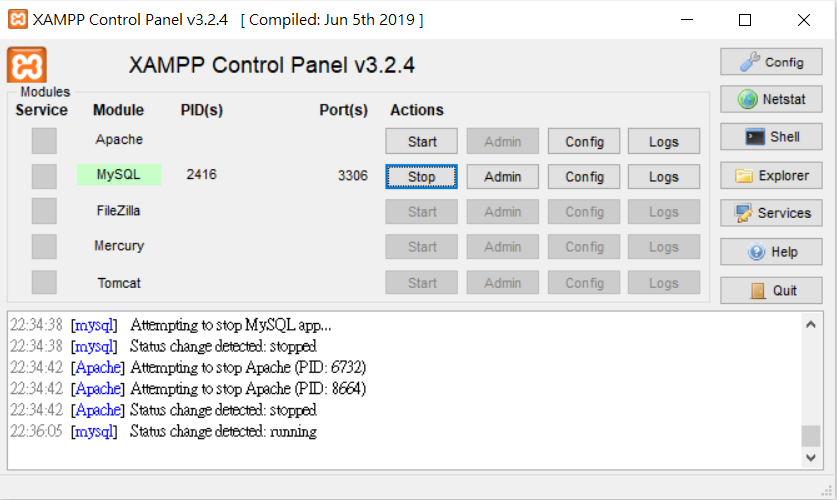 XAMPP Control Panel v3.2.4 [ Compiled: Jun 5th 2019 ]
XAMPP Control Panel v3.2.4
Config
Modules
Service Module PID(s) Port(s) Actions
Netstat
Apache Start Admin Config Logs
Shell
MySQL 2416 3306 Stop Admin Config Logs
Explorer
FileZilla Start Admin Config Logs
Services
Mercury Start Admin Config Logs
Help
Tomcat Start Admin Config Logs
Quit
22:34:38 [mysql] Attempting to stop MySQL app...
22:34:38 [mysql] Status change detected: stopped
22:34:42 [Apache] Attempting to stop Apache (PID: 6732)
22:34:42 [Apache] Attempting to stop Apache (PID: 8664)
22:34:42 [Apache] Status change detected: stopped
22:36:05 [mysql] Status change detected: running